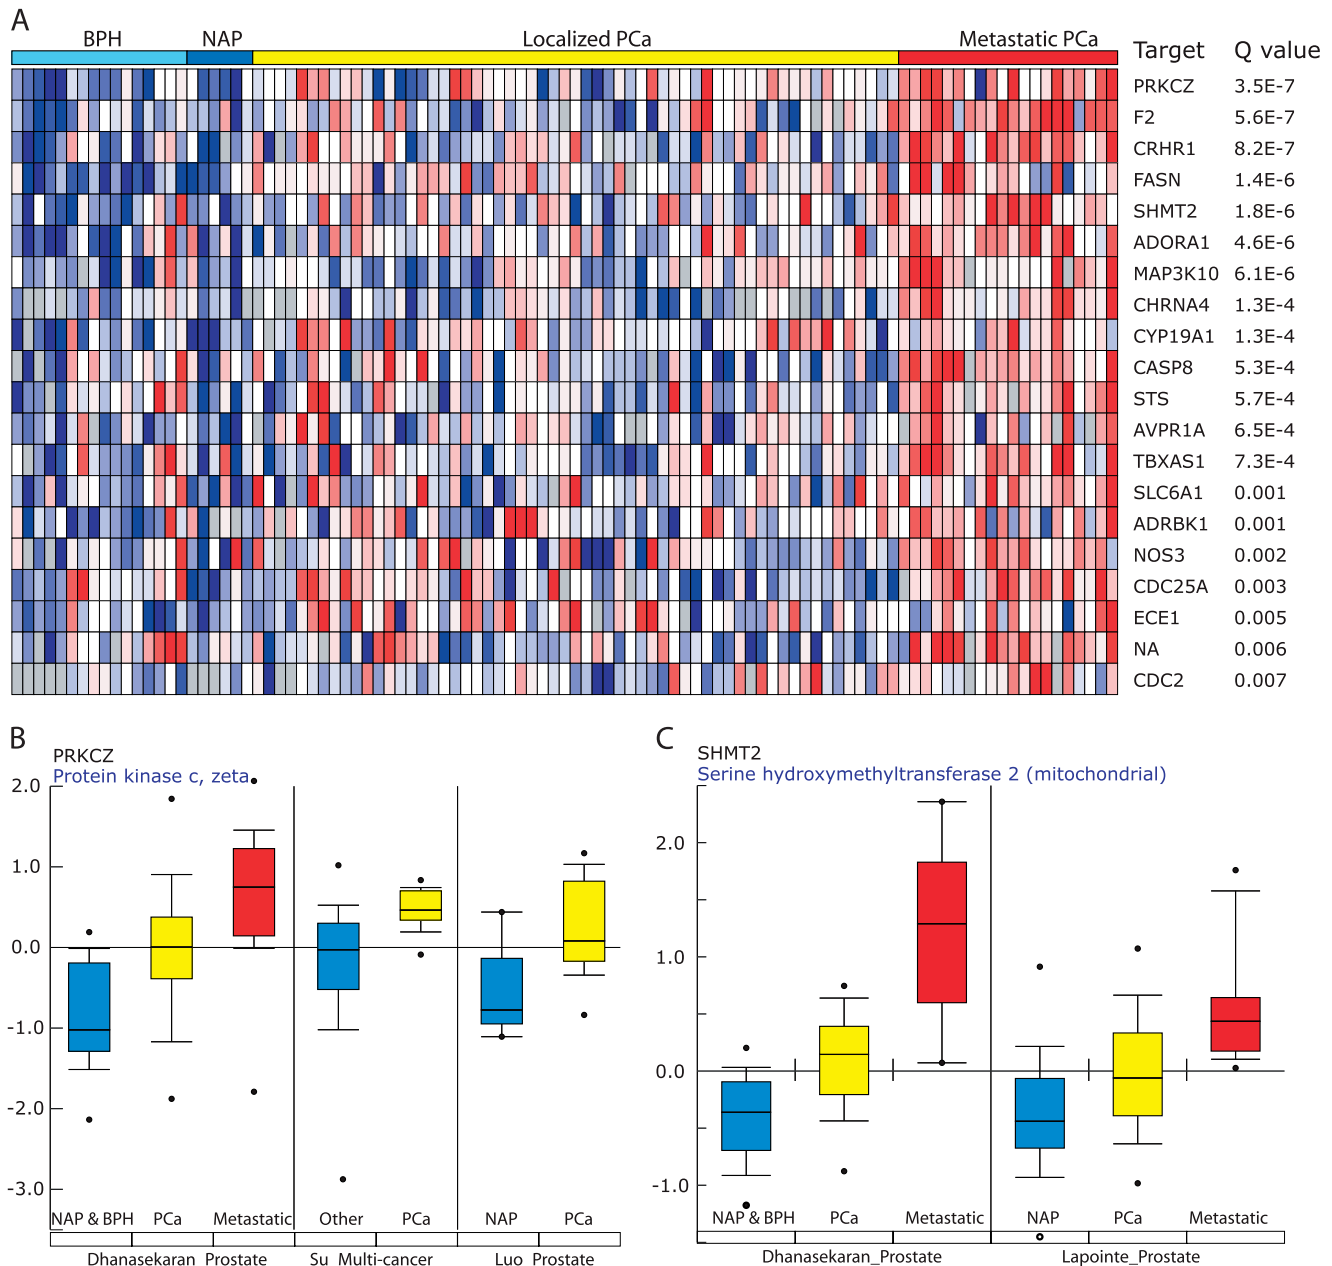 A
BPH NAP Localized PCa Metastatic PCa Target Q value
PRKCZ 3.5E-7
F2 5.6E-7
CRHR1 8.2E-7
FASN 1.4E-6
SHMT2 1.8E-6
ADORA1 4.6E-6
MAP3K10 6.1E-6
CHRNA4 1.3E-4
CYP19A1 1.3E-4
CASP8 5.3E-4
STS 5.7E-4
AVPR1A 6.5E-4
TBXAS1 7.3E-4
SLC6A1 0.001
ADRBK1 0.001
NOS3 0.002
CDC25A 0.003
ECE1 0.005
NA 0.006
CDC2 0.007
B
PRKCZ
Protein kinase c, zeta
2.0
1.0
0.0
-1.0
-2.0
-3.0
NAP & BPH PCa Metastatic Other PCa NAP PCa
Dhanasekaran Prostate Su Multi-cancer Luo Prostate
C
SHMT2
Serine hydroxymethyltransferase 2 (mitochondrial)
2.0
1.0
0.0
-1.0
NAP & BPH PCa Metastatic NAP PCa Metastatic
Dhanasekaran_Prostate Lapointe_Prostate